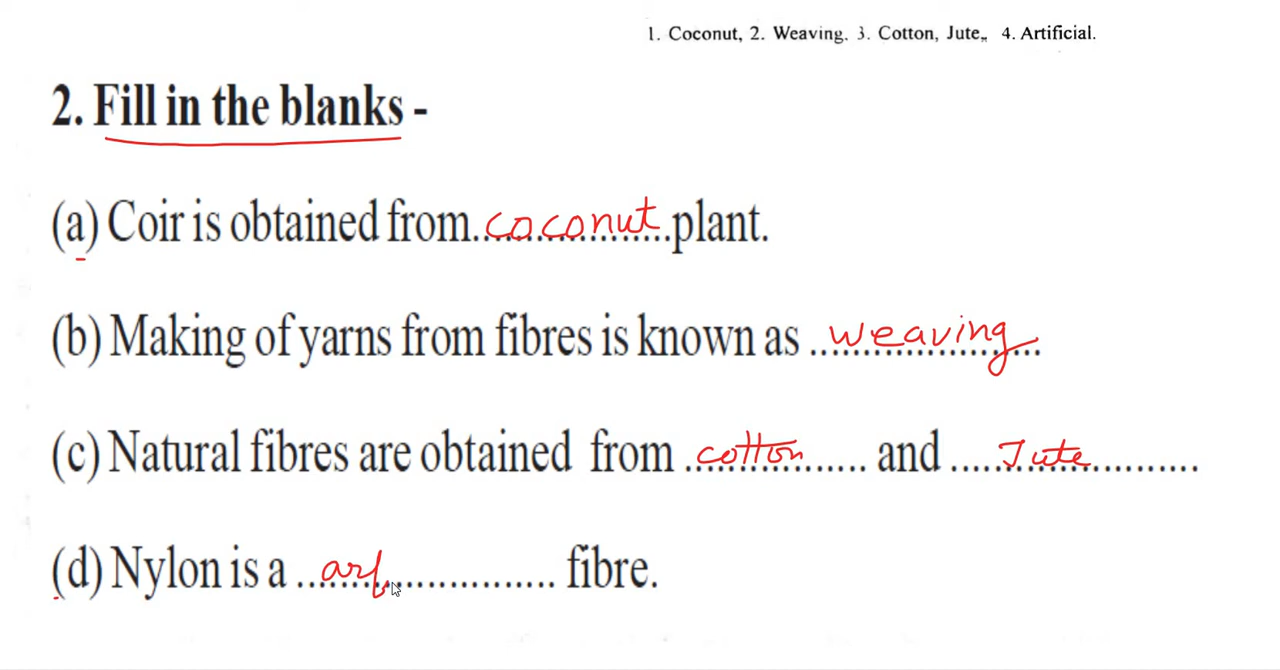 1. Coconut, 2. Weaving. 3. Cotton, Jute,, 4. Artificial.
2. Fill in the blanks -
(a) Coir is obtained from..coconut..plant.
(b) Making of yarns from fibres is known as ..weaving..
(c) Natural fibres are obtained from ..cotton...... and ....Jute..........
(d) Nylon is a ..arf.................. fibre.